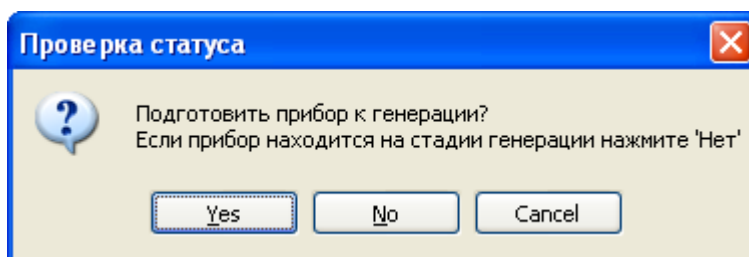 Проверка статуса
Подготовить прибор к генерации?
Если прибор находится на стадии генерации нажмите 'Нет'
Yes No Cancel